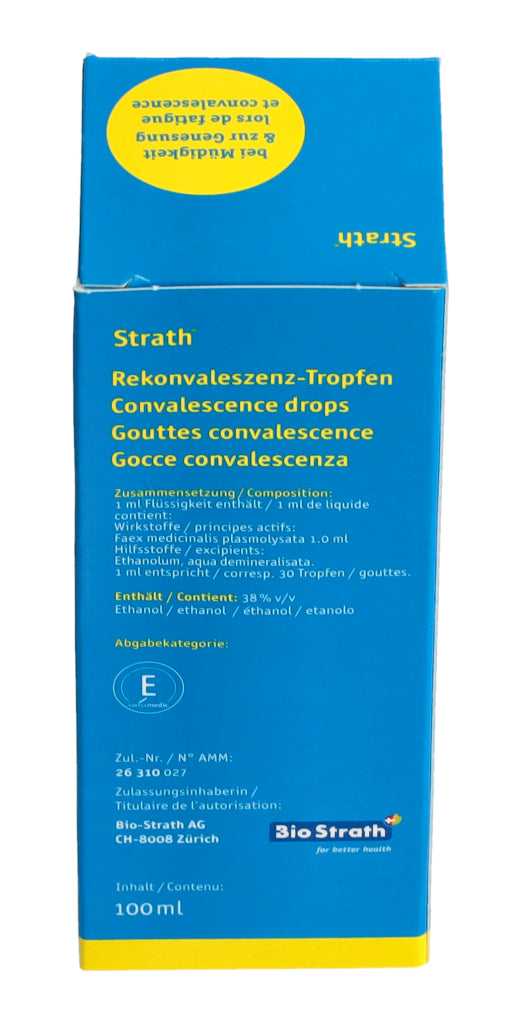 bei Müdigkeit
& zur Genesung
lors de fatigue
et convalescence
Strath
Strath
Rekonvaleszenz-Tropfen
Convalescence drops
Gouttes convalescence
Gocce convalescenza
Zusammensetzung / Composition:
1 ml Flüssigkeit enthält / 1 ml de liquide
contient:
Wirkstoffe / principes actifs:
Faex medicinalis plasmolysata 1.0 ml
Hilfsstoffe / excipients:
Ethanolum, aqua demineralisata.
1 ml entspricht / corresp. 30 Tropfen / gouttes.
Enthält / Contient: 38 % v/v
Ethanol / ethanol / éthanol / etanolo
Abgabekategorie:
E
swissmedic
Zul.-Nr. / N° AMM:
26 310 027
Zulassungsinhaberin /
Titulaire de l'autorisation:
Bio-Strath AG
CH-8008 Zürich
Bio Strath
for better health
Inhalt / Contenu:
100 ml